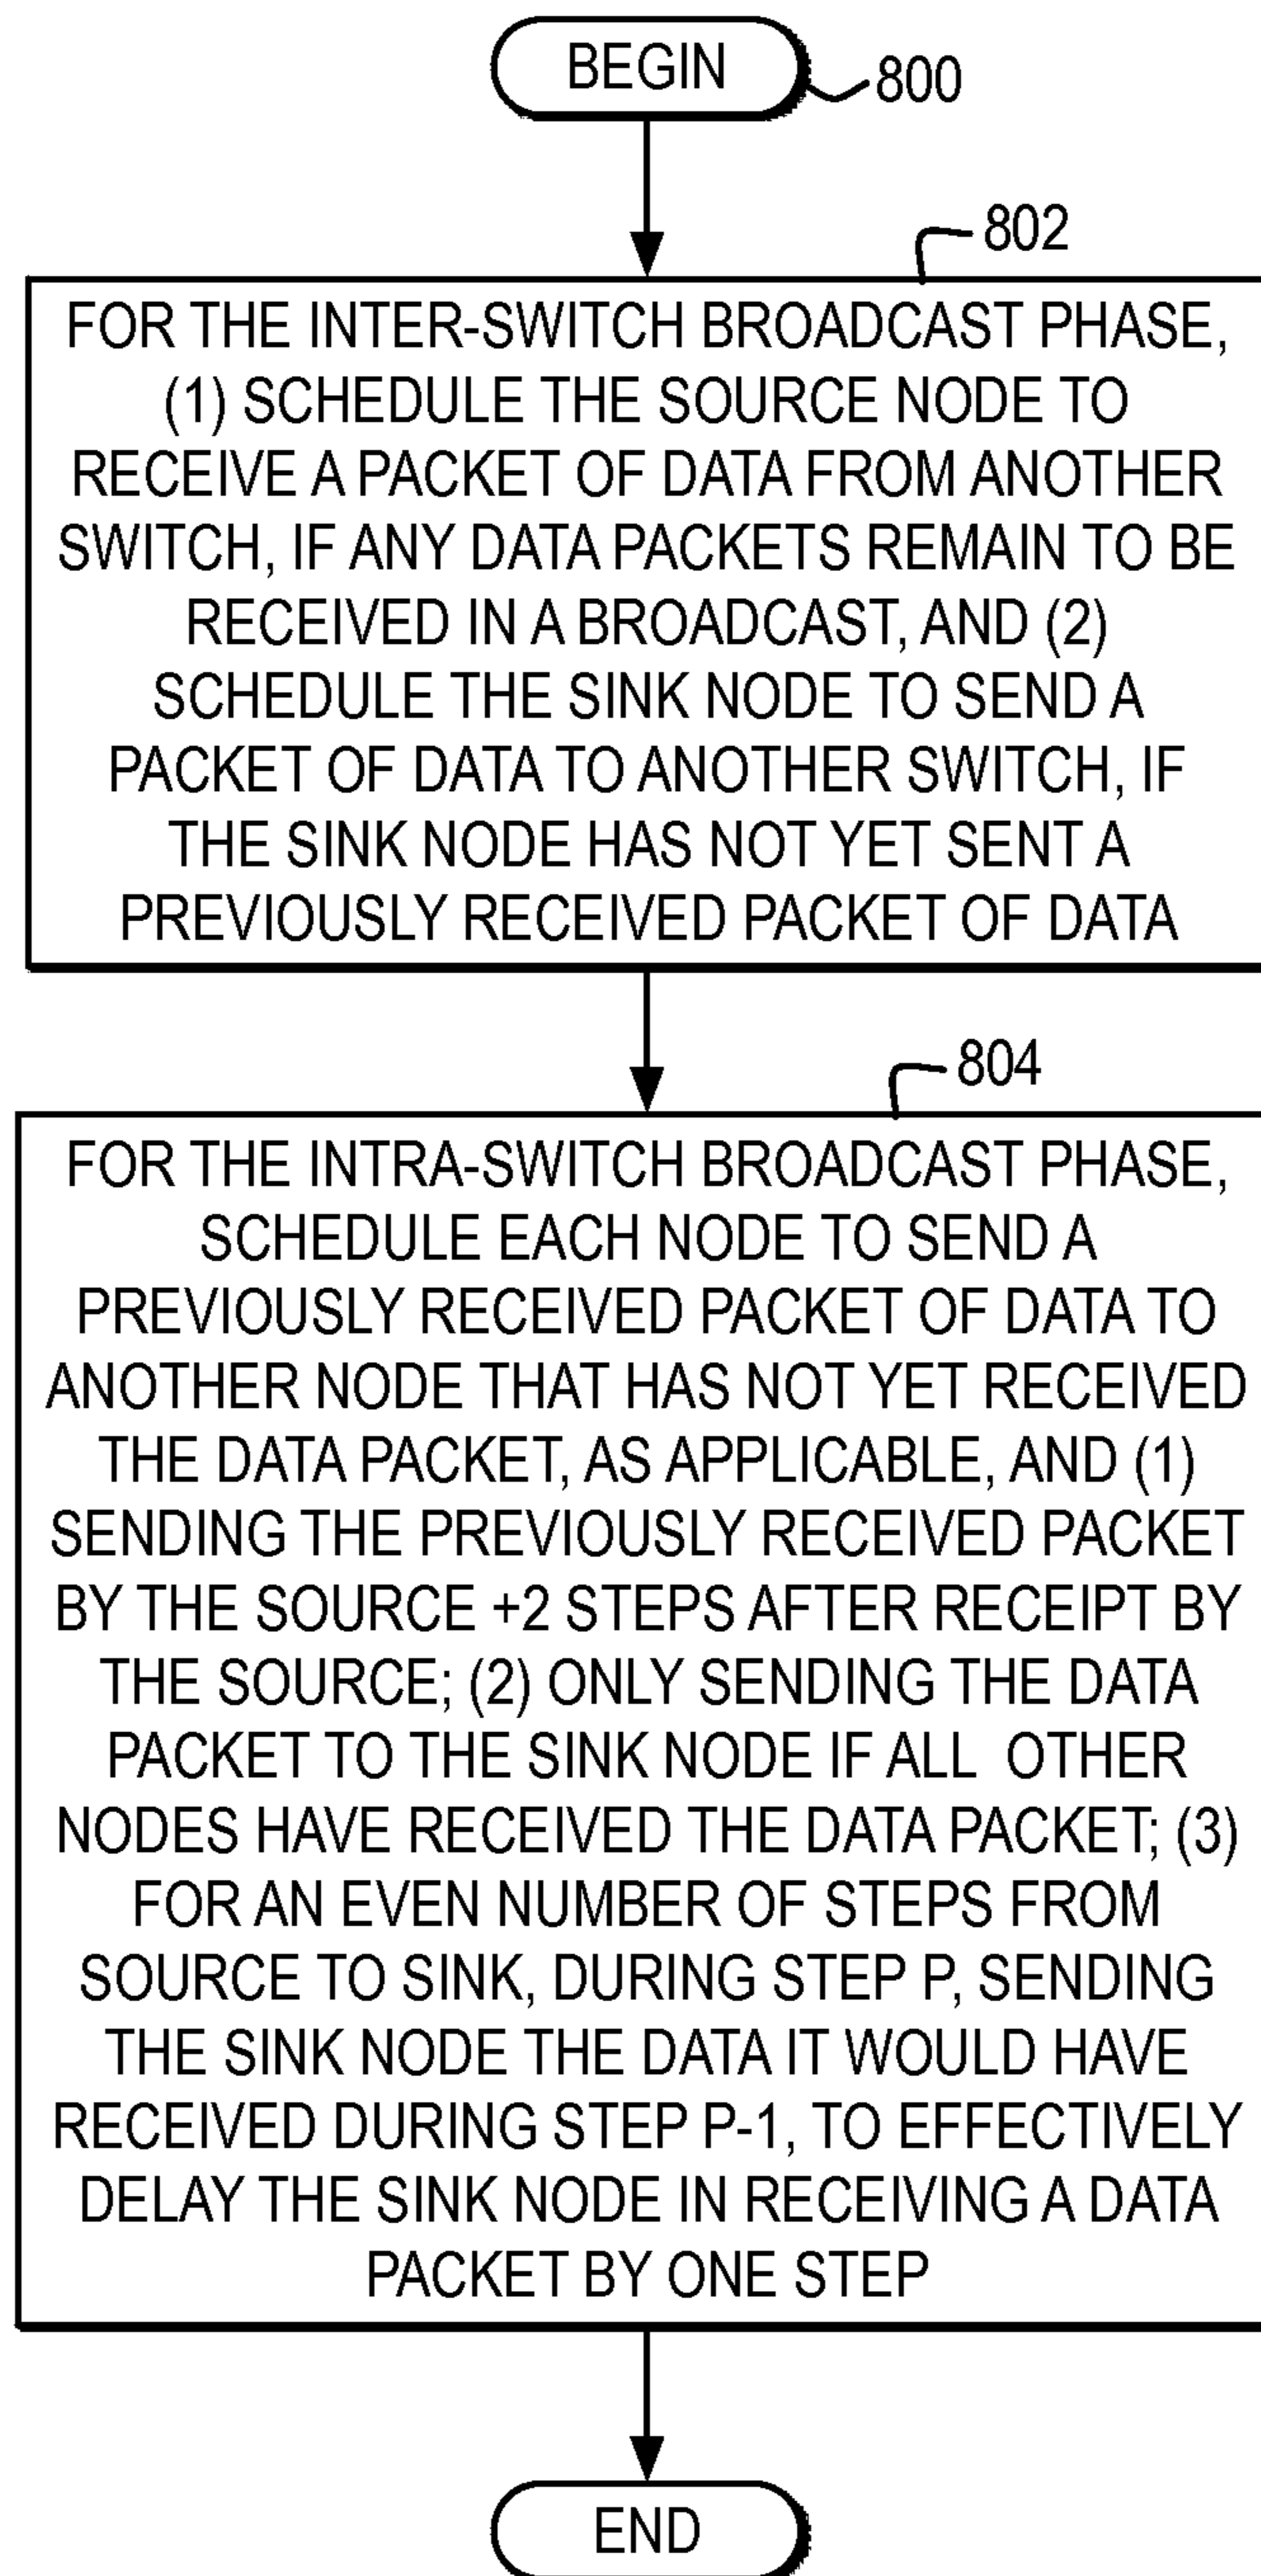 BEGIN
800
802
FOR THE INTER-SWITCH BROADCAST PHASE,
(1) SCHEDULE THE SOURCE NODE TO
RECEIVE A PACKET OF DATA FROM ANOTHER
SWITCH, IF ANY DATA PACKETS REMAIN TO BE
RECEIVED IN A BROADCAST, AND (2)
SCHEDULE THE SINK NODE TO SEND A
PACKET OF DATA TO ANOTHER SWITCH, IF
THE SINK NODE HAS NOT YET SENT A
PREVIOUSLY RECEIVED PACKET OF DATA
804
FOR THE INTRA-SWITCH BROADCAST PHASE,
SCHEDULE EACH NODE TO SEND A
PREVIOUSLY RECEIVED PACKET OF DATA TO
ANOTHER NODE THAT HAS NOT YET RECEIVED
THE DATA PACKET, AS APPLICABLE, AND (1)
SENDING THE PREVIOUSLY RECEIVED PACKET
BY THE SOURCE +2 STEPS AFTER RECEIPT BY
THE SOURCE; (2) ONLY SENDING THE DATA
PACKET TO THE SINK NODE IF ALL OTHER
NODES HAVE RECEIVED THE DATA PACKET; (3)
FOR AN EVEN NUMBER OF STEPS FROM
SOURCE TO SINK, DURING STEP P, SENDING
THE SINK NODE THE DATA IT WOULD HAVE
RECEIVED DURING STEP P-1, TO EFFECTIVELY
DELAY THE SINK NODE IN RECEIVING A DATA
PACKET BY ONE STEP
END